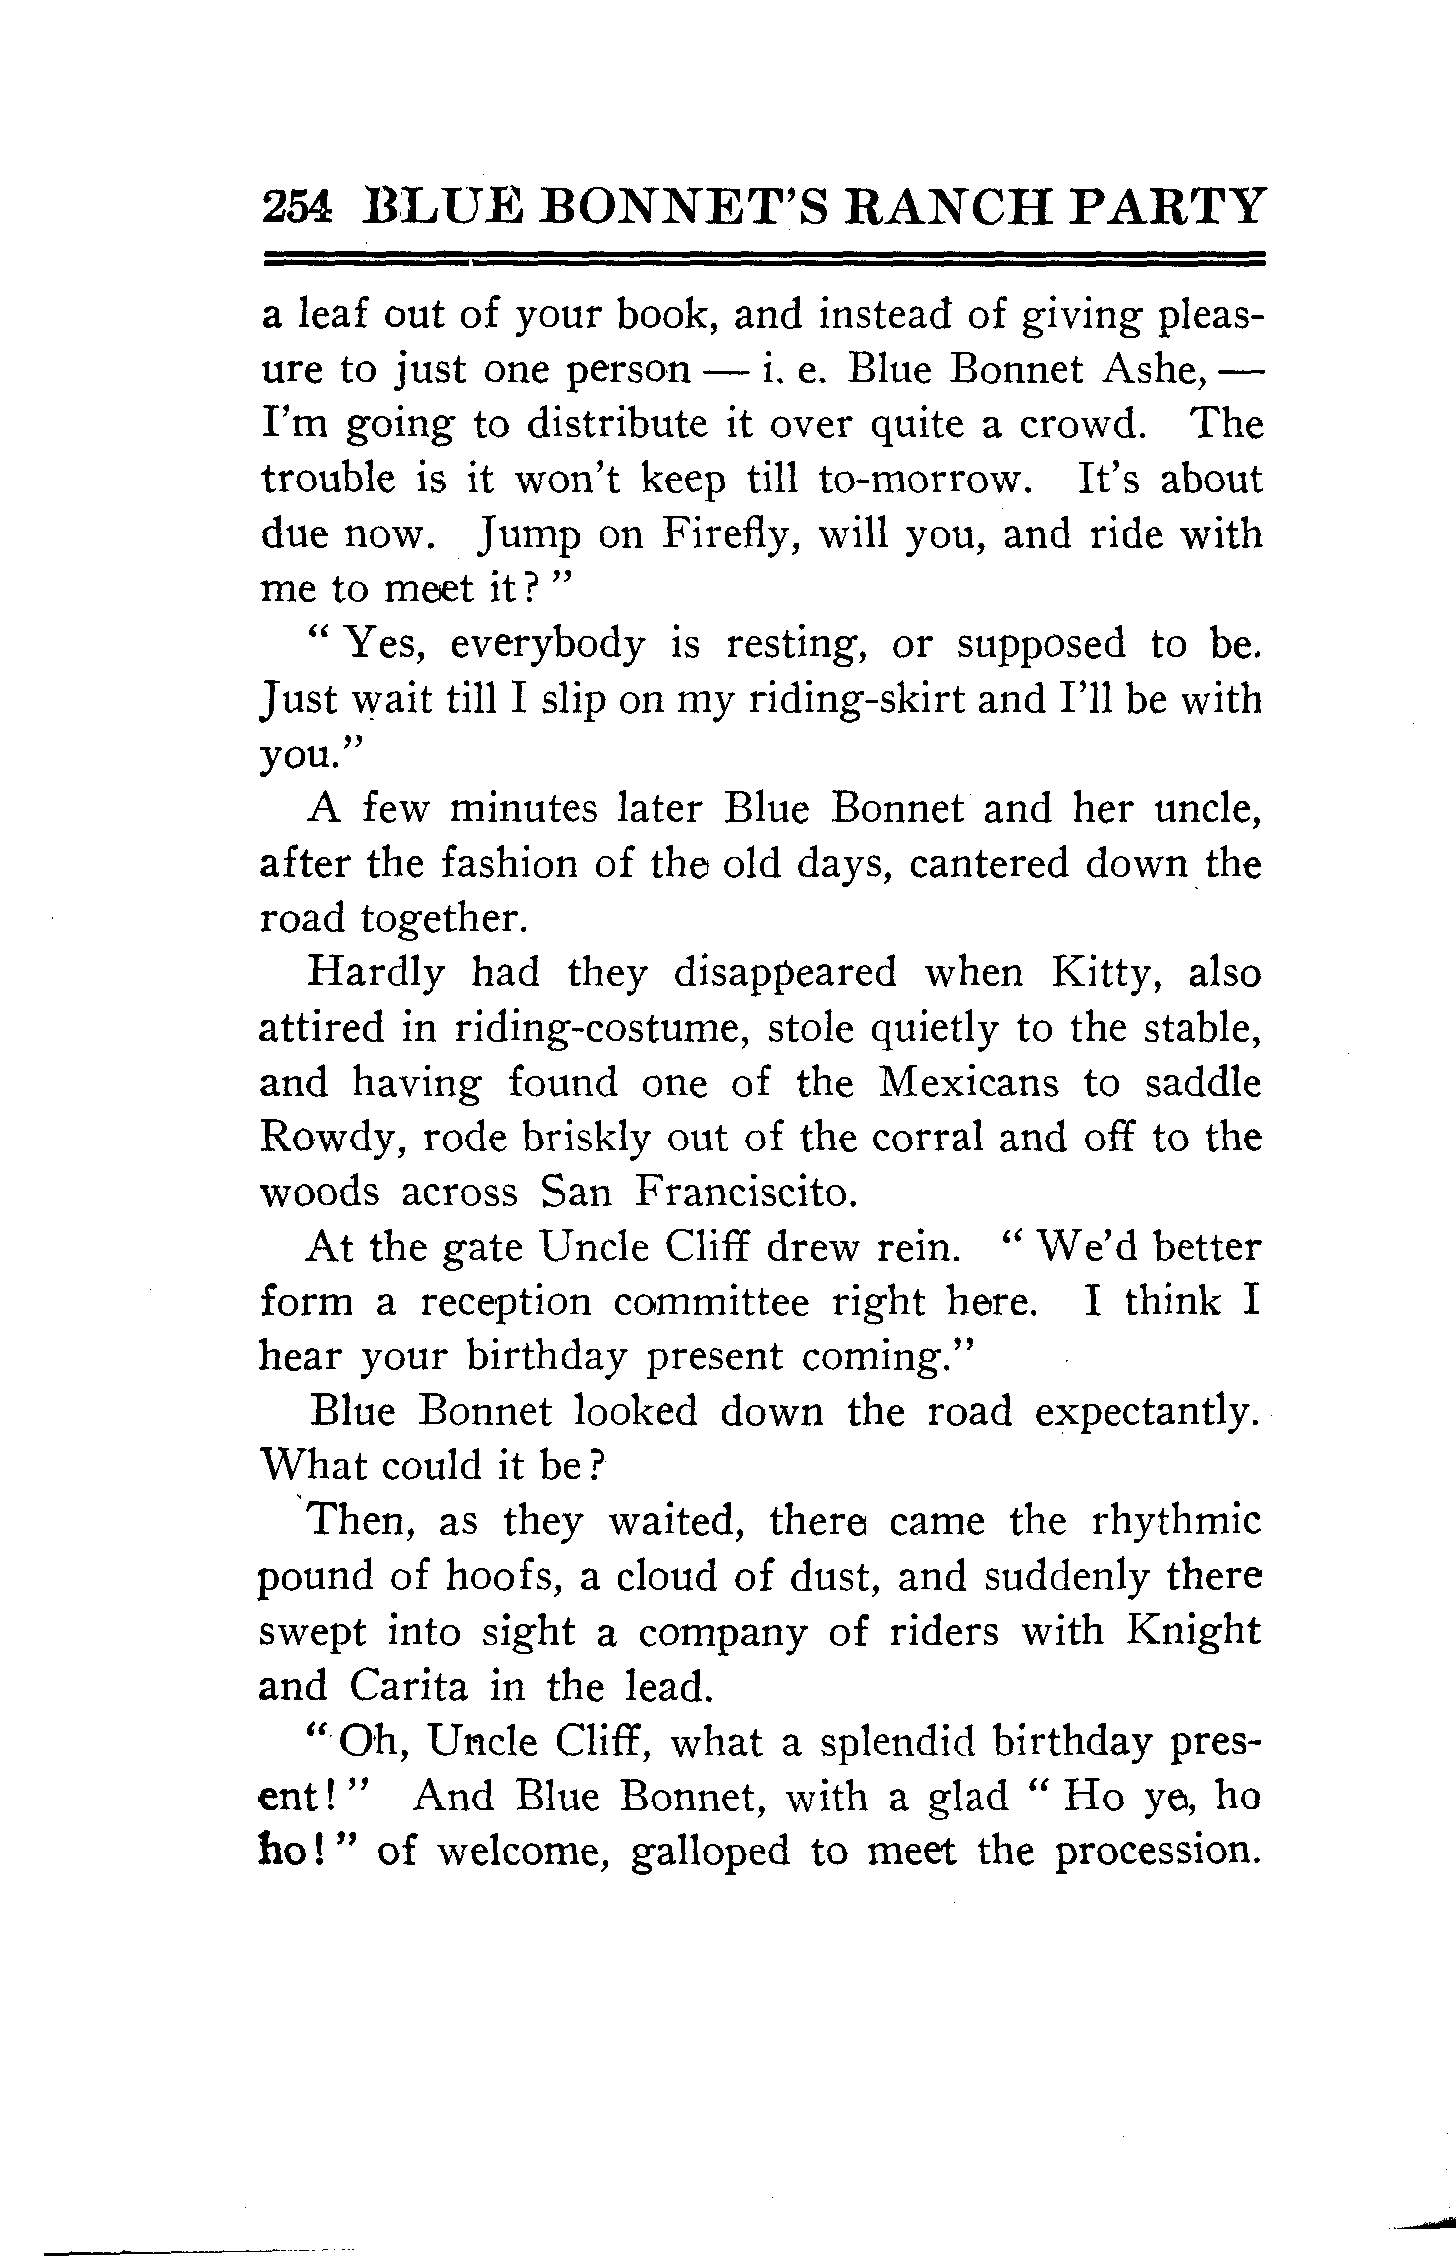 254 BLUE BONNET'S RANCH PARTY
a leaf out of your book, and instead of giving pleas-
ure to just one person — i. e. Blue Bonnet Ashe, —
I'm going to distribute it over quite a crowd. The
trouble is it won't keep till to-morrow. It's about
due now. Jump on Firefly, will you, and ride with
me to meet it? "
" Yes, everybody is resting, or supposed to be.
Just wait till I slip on my riding-skirt and I'll be with
you."
A few minutes later Blue Bonnet and her uncle,
after the fashion of the old days, cantered down the
road together.
Hardly had they disappeared when Kitty, also
attired in riding-costume, stole quietly to the stable,
and having found one of the Mexicans to saddle
Rowdy, rode briskly out of the corral and off to the
woods across San Franciscito.
At the gate Uncle Cliff drew rein. " We'd better
form a reception committee right here. I think I
hear your birthday present coming."
Blue Bonnet looked down the road expectantly.
What could it be?
Then, as they waited, there came the rhythmic
pound of hoofs, a cloud of dust, and suddenly there
swept into sight a company of riders with Knight
and Carita in the lead.
" Oh, Uncle Cliff, what a splendid birthday pres-
ent! " And Blue Bonnet, with a glad " Ho ye, ho
ho! " of welcome, galloped to meet the procession.